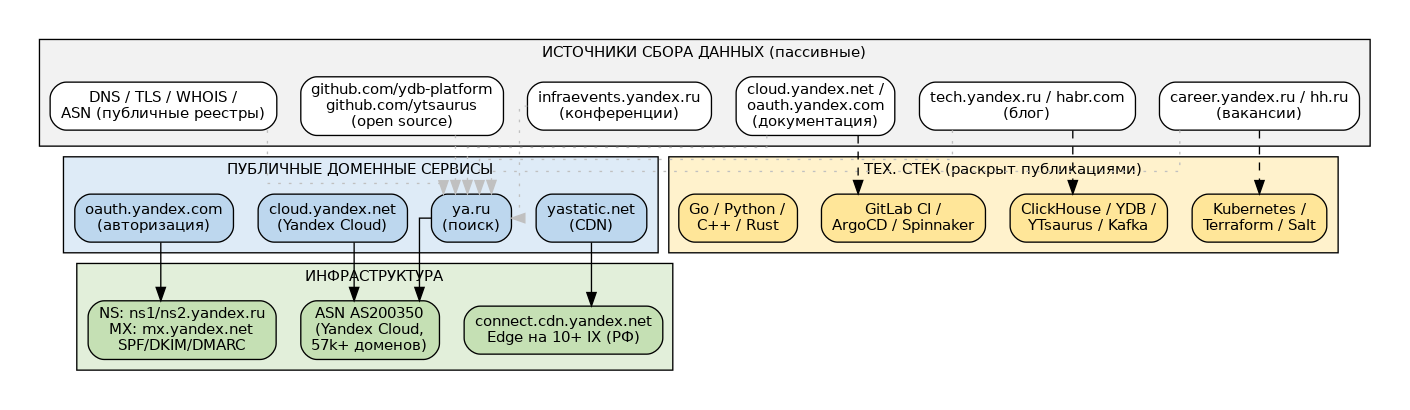 ИСТОЧНИКИ СБОРА ДАННЫХ (пассивные)
DNS / TLS / WHOIS /
ASN (публичные реестры)
github.com/ydb-platform
github.com/ytsaurus
(open source)
infraevents.yandex.ru
(конференции)
cloud.yandex.net /
oauth.yandex.com
(документация)
tech.yandex.ru / habr.com
(блог)
career.yandex.ru / hh.ru
(вакансии)
ПУБЛИЧНЫЕ ДОМЕННЫЕ СЕРВИСЫ
oauth.yandex.com
(авторизация)
cloud.yandex.net
(Yandex Cloud)
ya.ru
(поиск)
yastatic.net
(CDN)
ТЕХ. СТЕК (раскрыт публикациями)
Go / Python /
C++ / Rust
GitLab CI /
ArgoCD / Spinnaker
ClickHouse / YDB /
YTsaurus / Kafka
Kubernetes /
Terraform / Salt
ИНФРАСТРУКТУРА
NS: ns1/ns2.yandex.ru
MX: mx.yandex.net
SPF/DKIM/DMARC
ASN AS200350
(Yandex Cloud,
57k+ доменов)
connect.cdn.yandex.net
Edge на 10+ IX (РФ)